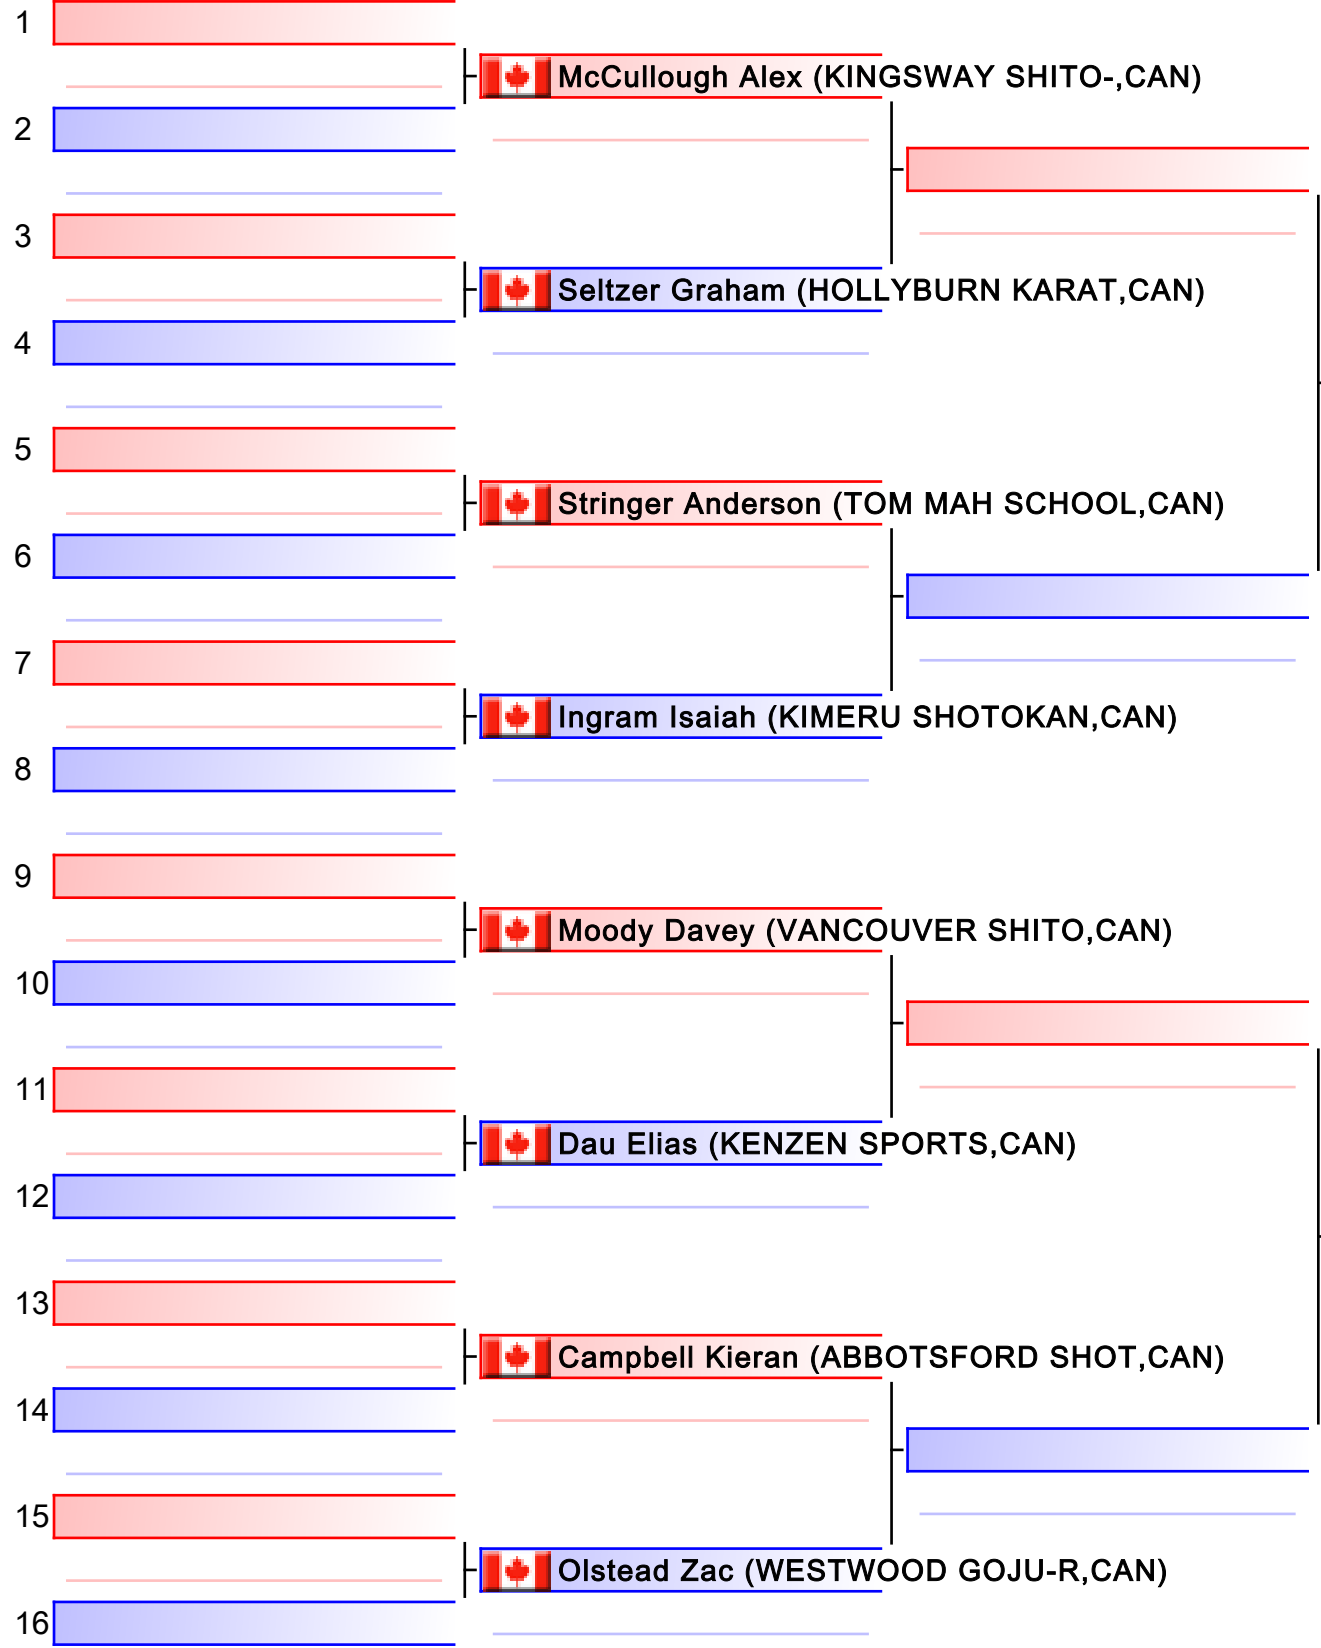 1
McCullough Alex (KINGSWAY SHITO-,CAN)
2
3
Seltzer Graham (HOLLYBURN KARAT,CAN)
4
5
Stringer Anderson (TOM MAH SCHOOL,CAN)
6
7
Ingram Isaiah (KIMERU SHOTOKAN,CAN)
8
9
Moody Davey (VANCOUVER SHITO,CAN)
10
11
Dau Elias (KENZEN SPORTS,CAN)
12
13
Campbell Kieran (ABBOTSFORD SHOT,CAN)
14
15
Olstead Zac (WESTWOOD GOJU-R,CAN)
16